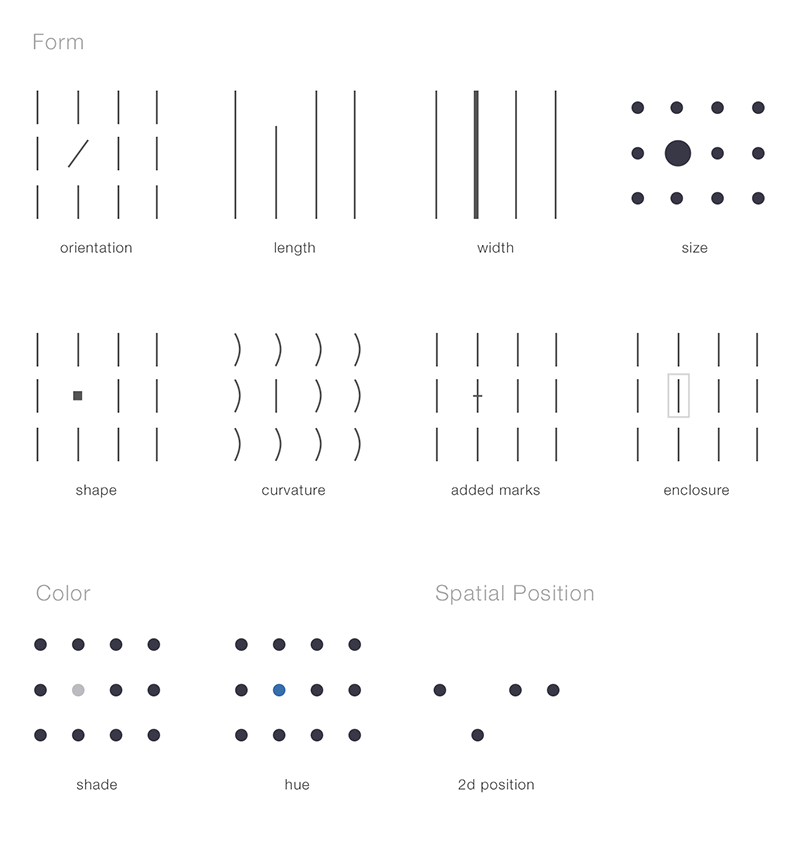 Form
orientation
length
width
size
shape
curvature
added marks
enclosure
Color
Spatial Position
shade
hue
2d position